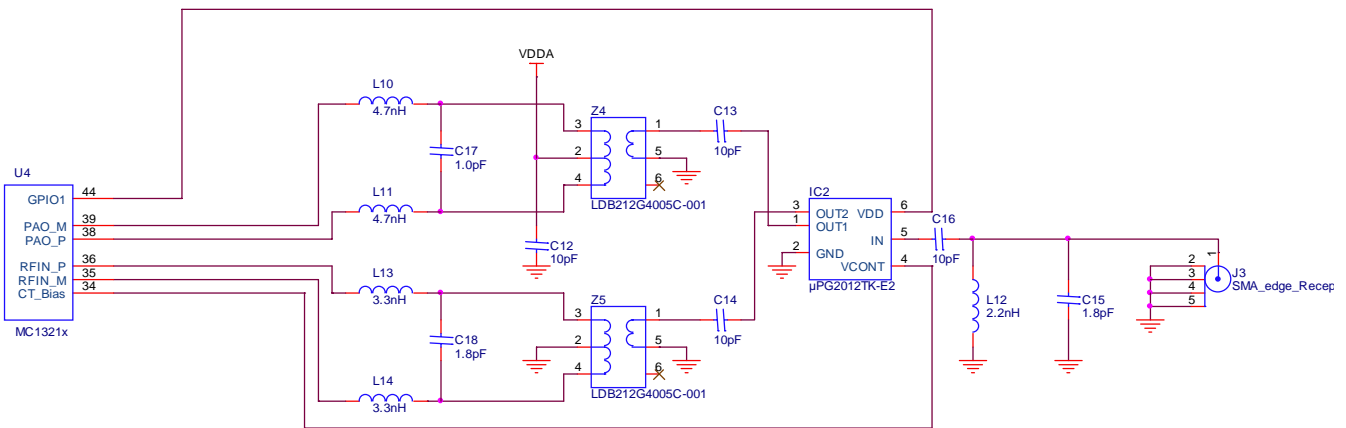 VDDA
L10
4.7nH
C17
1.0pF
L11
4.7nH
Z4
3
2
4
1
5
6
LDB212G4005C-001
C13
10pF
C12
10pF
U4
GPIO1
44
PAO_M
39
PAO_P
38
RFIN_P
36
RFIN_M
35
CT_Bias
34
MC1321x
L13
3.3nH
C18
1.8pF
L14
3.3nH
Z5
3
2
4
1
5
6
LDB212G4005C-001
C14
10pF
IC2
3
OUT2
VDD
6
1
OUT1
IN
5
2
GND
VCONT
4
µPG2012TK-E2
C16
10pF
L12
2.2nH
C15
1.8pF
1
2
3
4
5
J3
SMA_edge_Recep